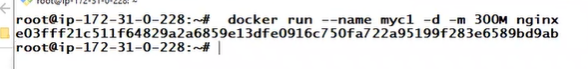 root@ip-172-31-0-228:~#  docker run --name myc1 -d -m 300M nginx
e03fff21c511f64829a2a6859e13dfe0916c750fa722a95199f283e6589bd9ab
root@ip-172-31-0-228:~#